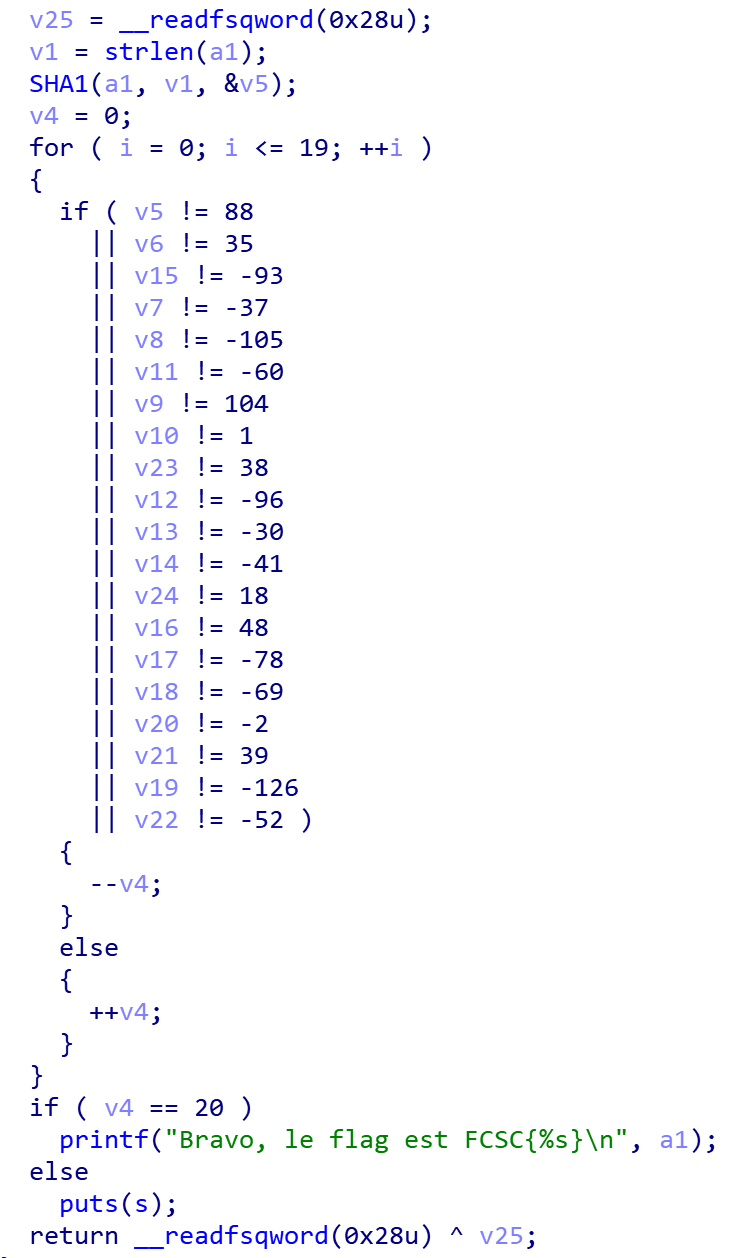 v25 = __readfsqword(0x28u);
v1 = strlen(a1);
SHA1(a1, v1, &v5);
v4 = 0;
for ( i = 0; i <= 19; ++i )
{
if ( v5 != 88
|| v6 != 35
|| v15 != -93
|| v7 != -37
|| v8 != -105
|| v11 != -60
|| v9 != 104
|| v10 != 1
|| v23 != 38
|| v12 != -96
|| v13 != -30
|| v14 != -41
|| v24 != 18
|| v16 != 48
|| v17 != -78
|| v18 != -69
|| v20 != -2
|| v21 != 39
|| v19 != -126
|| v22 != -52 )
{
--v4;
}
else
{
++v4;
}
}
if ( v4 == 20 )
printf("Bravo, le flag est FCSC{%s}\n", a1);
else
puts(s);
return __readfsqword(0x28u) ^ v25;